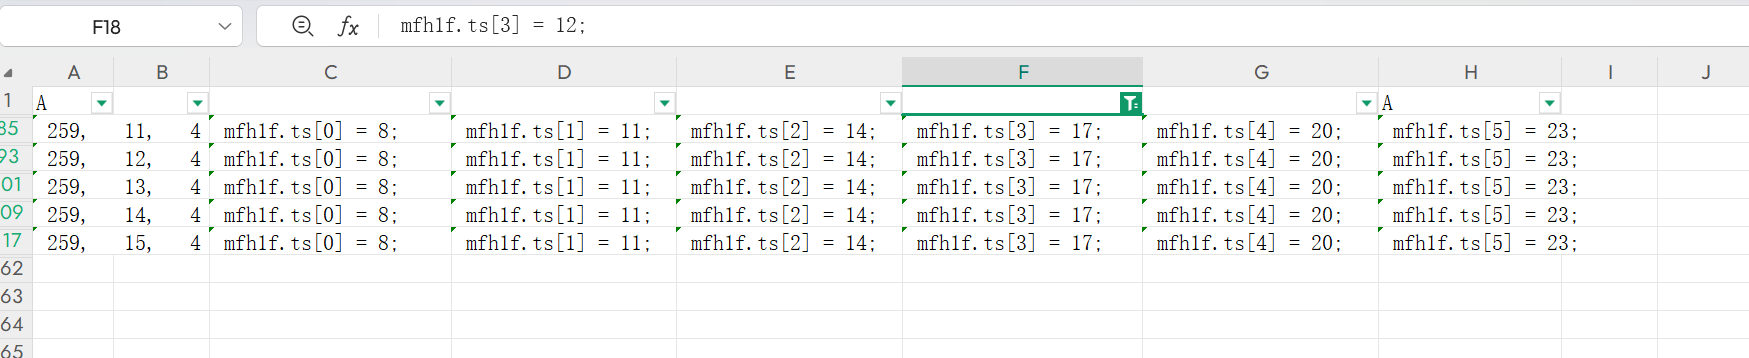 F18 fx mfh1f.ts[3] = 12;
A B C D E F G H I J
1 A A
85 259, 11, 4 mfh1f.ts[0] = 8; mfh1f.ts[1] = 11; mfh1f.ts[2] = 14; mfh1f.ts[3] = 17; mfh1f.ts[4] = 20; mfh1f.ts[5] = 23;
93 259, 12, 4 mfh1f.ts[0] = 8; mfh1f.ts[1] = 11; mfh1f.ts[2] = 14; mfh1f.ts[3] = 17; mfh1f.ts[4] = 20; mfh1f.ts[5] = 23;
01 259, 13, 4 mfh1f.ts[0] = 8; mfh1f.ts[1] = 11; mfh1f.ts[2] = 14; mfh1f.ts[3] = 17; mfh1f.ts[4] = 20; mfh1f.ts[5] = 23;
09 259, 14, 4 mfh1f.ts[0] = 8; mfh1f.ts[1] = 11; mfh1f.ts[2] = 14; mfh1f.ts[3] = 17; mfh1f.ts[4] = 20; mfh1f.ts[5] = 23;
17 259, 15, 4 mfh1f.ts[0] = 8; mfh1f.ts[1] = 11; mfh1f.ts[2] = 14; mfh1f.ts[3] = 17; mfh1f.ts[4] = 20; mfh1f.ts[5] = 23;
62
63
64
65